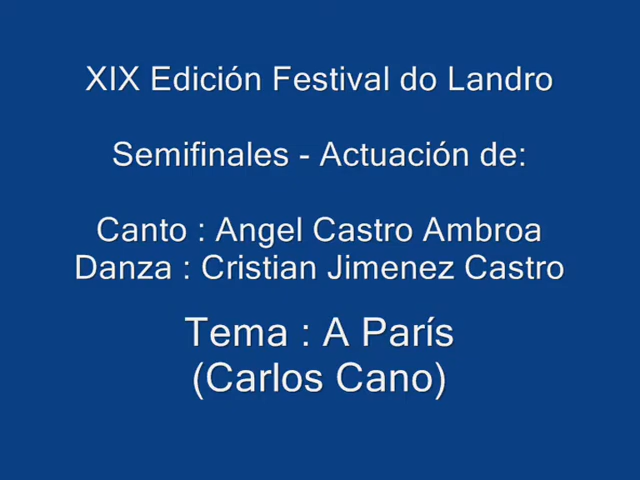 XIX Edición Festival do Landro
Semifinales - Actuación de:
Canto : Angel Castro Ambroa
Danza : Cristian Jimenez Castro
Tema : A París
(Carlos Cano)